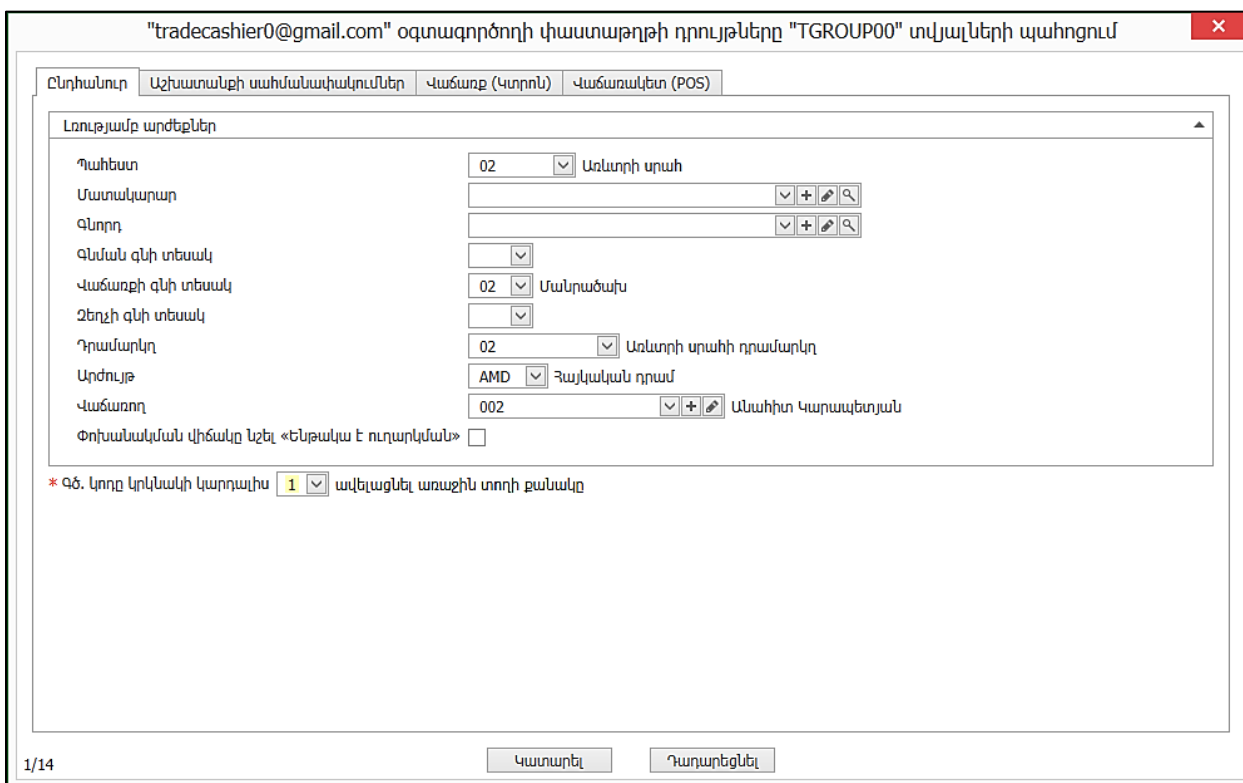 "tradecashier0@gmail.com" օգտագործողի փաստաթղթի դրույթները "TGROUP00" տվյալների պահոցում
Ընդհանուր Աշխատանքի սահմանափակումներ Վաճառք (Կտրոն) Վաճառակետ (POS)
Լռությամբ արժեքներ
Պահեստ 02 Առևտրի սրահ
Մատակարար
Գնորդ
Գնման գնի տեսակ
Վաճառքի գնի տեսակ 02 Մանրածախ
Զեղչի գնի տեսակ
Դրամարկղ 02 Առևտրի սրահի դրամարկղ
Արժույթ AMD Հայկական դրամ
Վաճառող 002 Անահիտ Կարապետյան
Փոխանակման վիճակը նշել «Ենթակա է ուղարկման»
* Գծ. կոդը կրկնակի կարդալիս 1 ավելացնել առաջին տողի քանակը
1/14 Կատարել Դադարեցնել